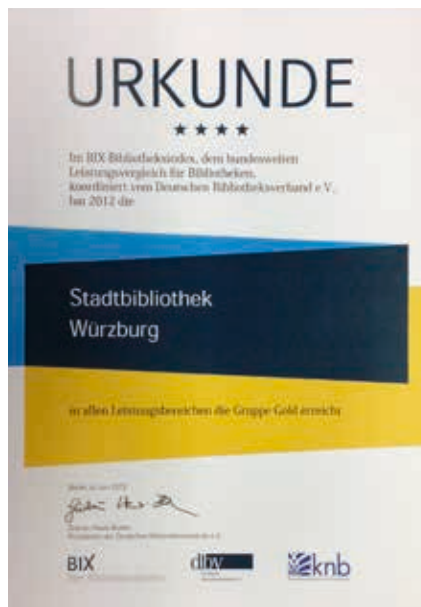 URKUNDE
Im BIX-Bibliotheksindex, dem bundesweiten
Leistungsvergleich für Bibliotheken,
koordiniert vom Deutschen Bibliotheksverband e.V.,
hat 2012 die
Stadtbibliothek
Würzburg
in allen Leistungsbereichen die Gruppe Gold erreicht
BIX
dbv
knb